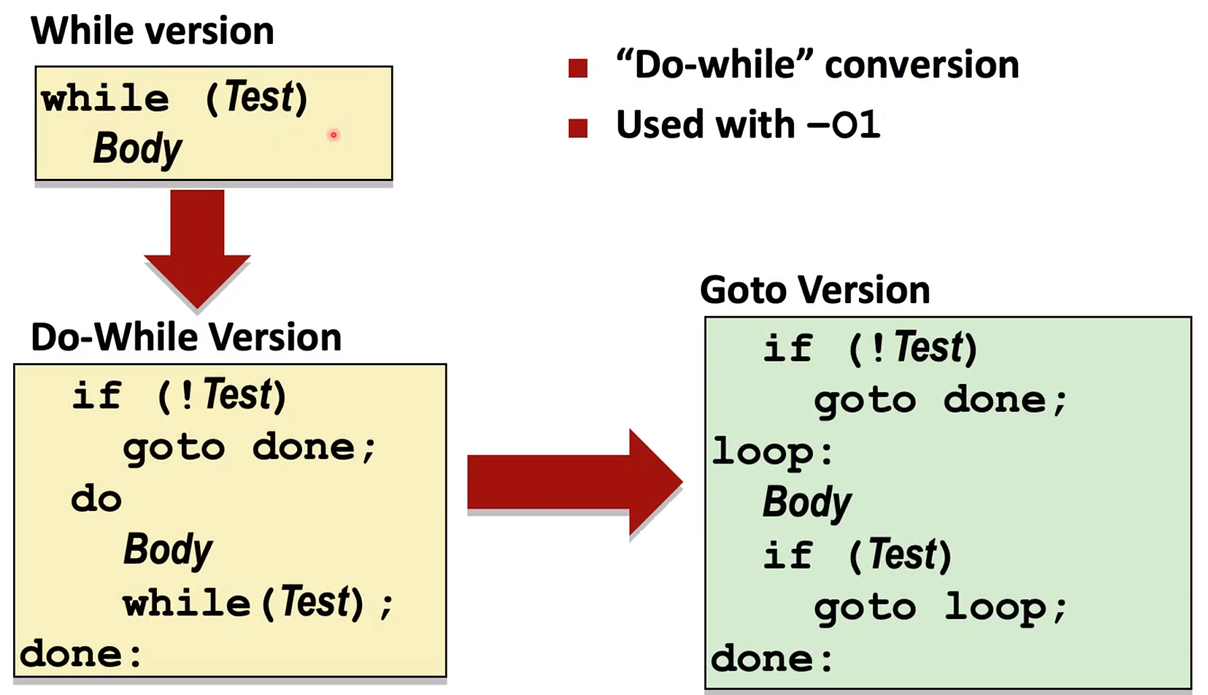 While version
while (Test)
Body
“Do-while” conversion
Used with –O1
Do-While Version
if (!Test)
goto done;
do
Body
while(Test);
done:
Goto Version
if (!Test)
goto done;
loop:
Body
if (Test)
goto loop;
done: